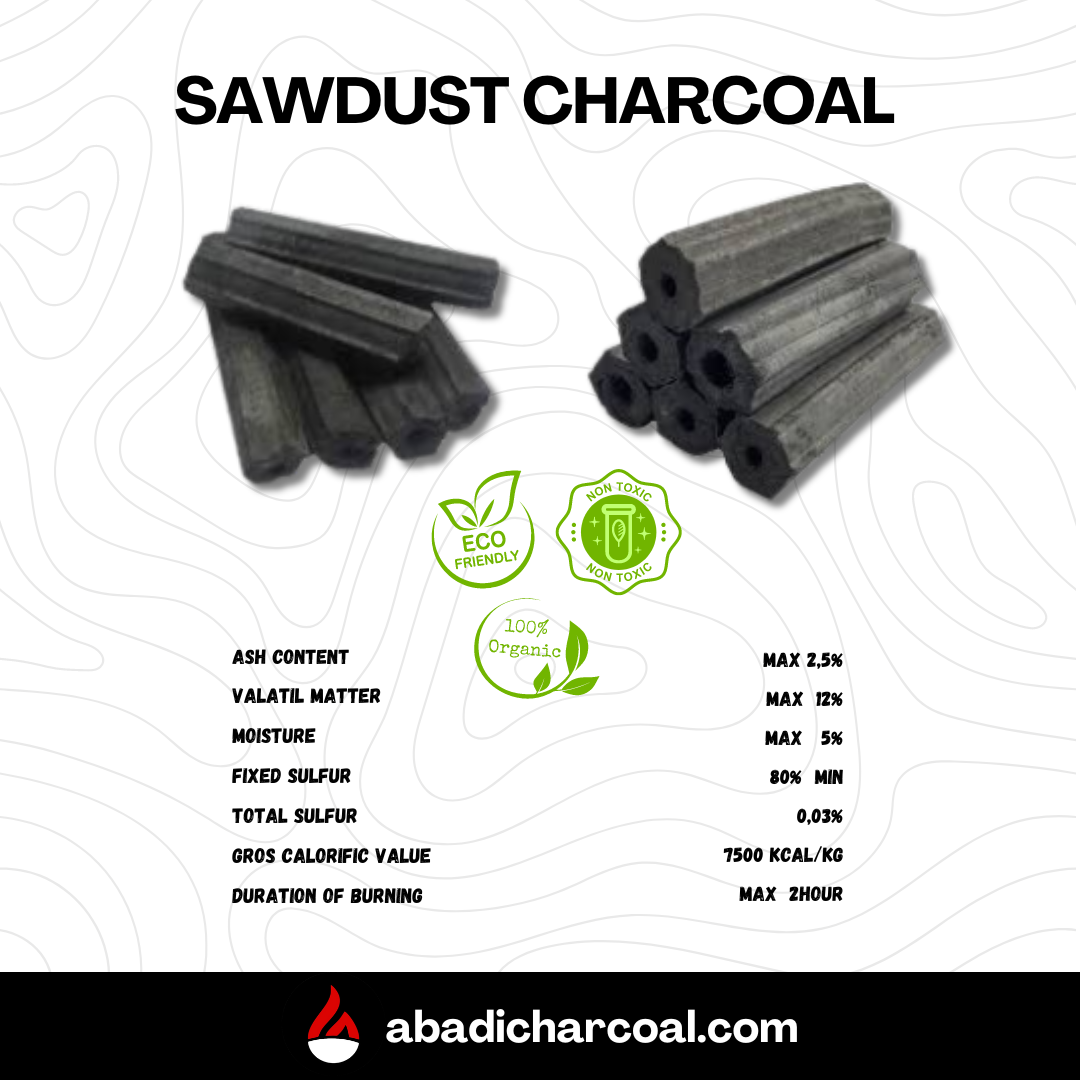 SAWDUST CHARCOAL
ECO
FRIENDLY
NON TOXIC
NON TOXIC
100%
Organic
ASH CONTENT MAX 2,5%
VALATIL MATTER MAX 12%
MOISTURE MAX 5%
FIXED SULFUR 80% MIN
TOTAL SULFUR 0,03%
GROS CALORIFIC VALUE 7500 KCAL/KG
DURATION OF BURNING MAX 2HOUR
abadicharcoal.com